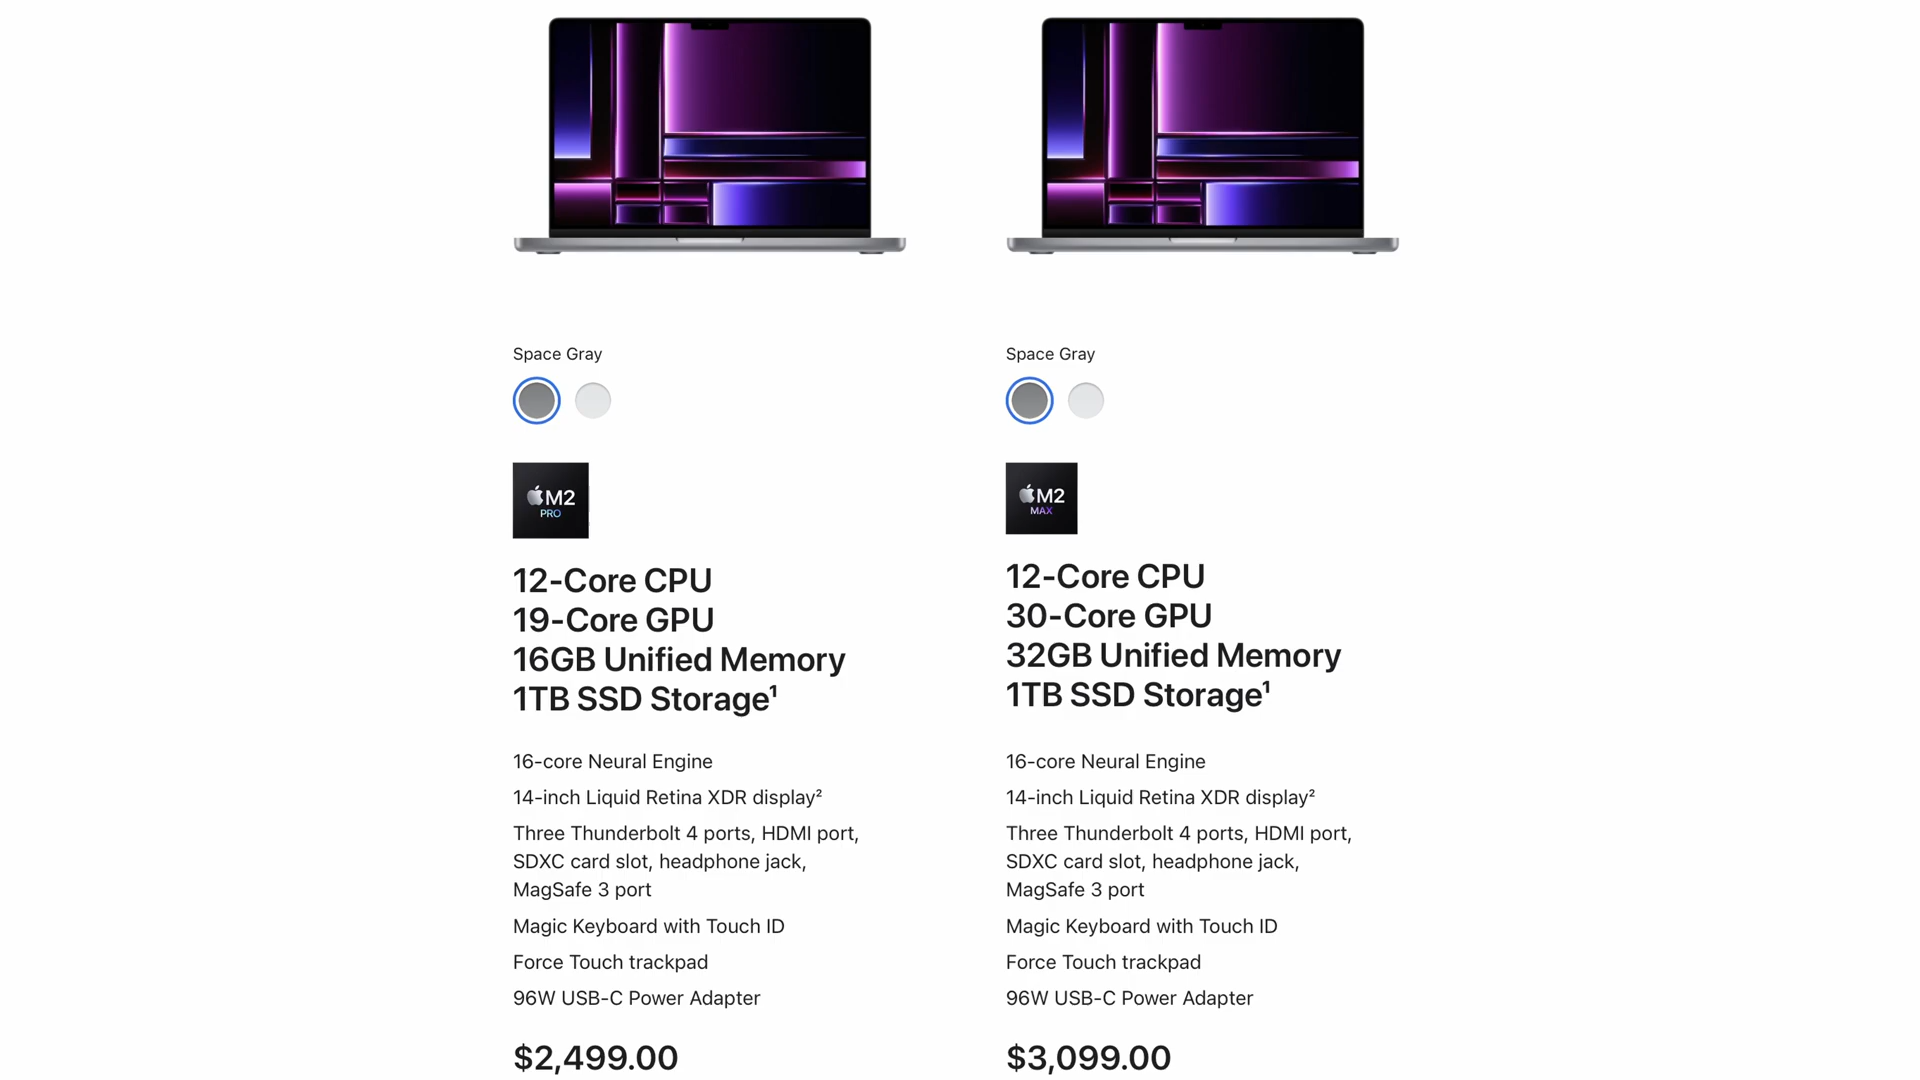 Space Gray
M2
PRO
12-Core CPU
19-Core GPU
16GB Unified Memory
1TB SSD Storage¹
16-core Neural Engine
14-inch Liquid Retina XDR display²
Three Thunderbolt 4 ports, HDMI port,
SDXC card slot, headphone jack,
MagSafe 3 port
Magic Keyboard with Touch ID
Force Touch trackpad
96W USB-C Power Adapter
$2,499.00
Space Gray
M2
MAX
12-Core CPU
30-Core GPU
32GB Unified Memory
1TB SSD Storage¹
16-core Neural Engine
14-inch Liquid Retina XDR display²
Three Thunderbolt 4 ports, HDMI port,
SDXC card slot, headphone jack,
MagSafe 3 port
Magic Keyboard with Touch ID
Force Touch trackpad
96W USB-C Power Adapter
$3,099.00